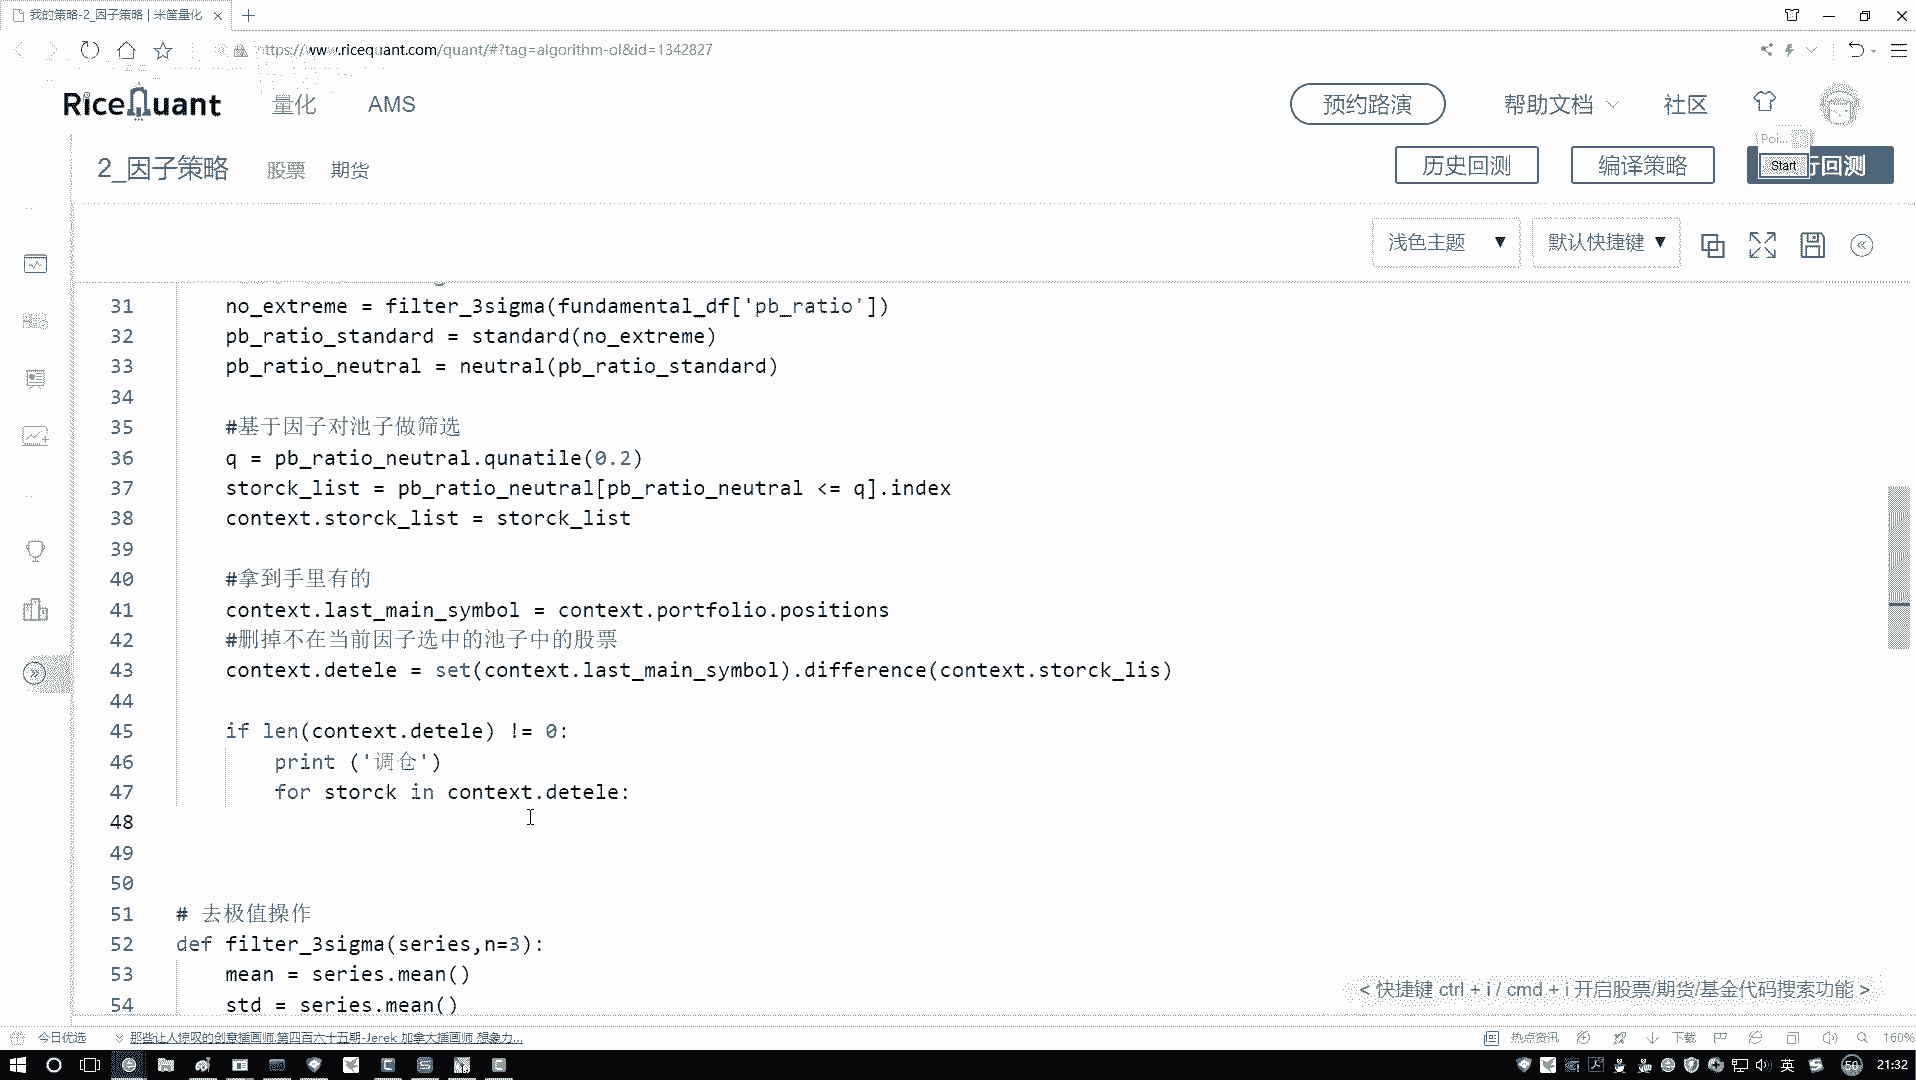 我的策略-2_因子策略 | 米筐量化
https://www.ricequant.com/quant/#?tag=algorithm-ol&id=1342827
RiceQuant 量化 AMS 预约路演 帮助文档 社区
Poi...
2_因子策略 股票 期货 历史回测 编译策略 Start 行回测
浅色主题 默认快捷键
31 no_extreme = filter_3sigma(fundamental_df['pb_ratio'])
32 pb_ratio_standard = standard(no_extreme)
33 pb_ratio_neutral = neutral(pb_ratio_standard)
34
35 #基于因子对池子做筛选
36 q = pb_ratio_neutral.qunatile(0.2)
37 storck_list = pb_ratio_neutral[pb_ratio_neutral <= q].index
38 context.storck_list = storck_list
39
40 #拿到手里有的
41 context.last_main_symbol = context.portfolio.positions
42 #删掉不在当前因子选中的池子中的股票
43 context.detele = set(context.last_main_symbol).difference(context.storck_lis)
44
45 if len(context.detele) != 0:
46 print ('调仓')
47 for storck in context.detele:
48
49
50
51 # 去极值操作
52 def filter_3sigma(series,n=3):
53 mean = series.mean()
54 std = series.mean()
< 快捷键 ctrl + i / cmd + i 开启股票/期货/基金代码搜索功能 >
今日优选 那些让人惊叹的创意插画师.第四百六十五期-Jerek 加拿大插画师 想象力... 热点资讯 下载 160%
英 50 21:32